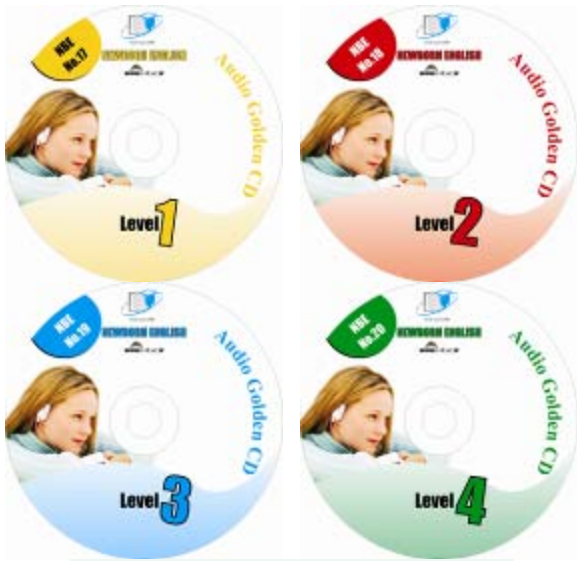 NBE
No.17
NEWBORN ENGLISH
Audio Golden CD
Level 1
NBE
No.18
NEWBORN ENGLISH
Audio Golden CD
Level 2
NBE
No.19
NEWBORN ENGLISH
Audio Golden CD
Level 3
NBE
No.20
NEWBORN ENGLISH
Audio Golden CD
Level 4